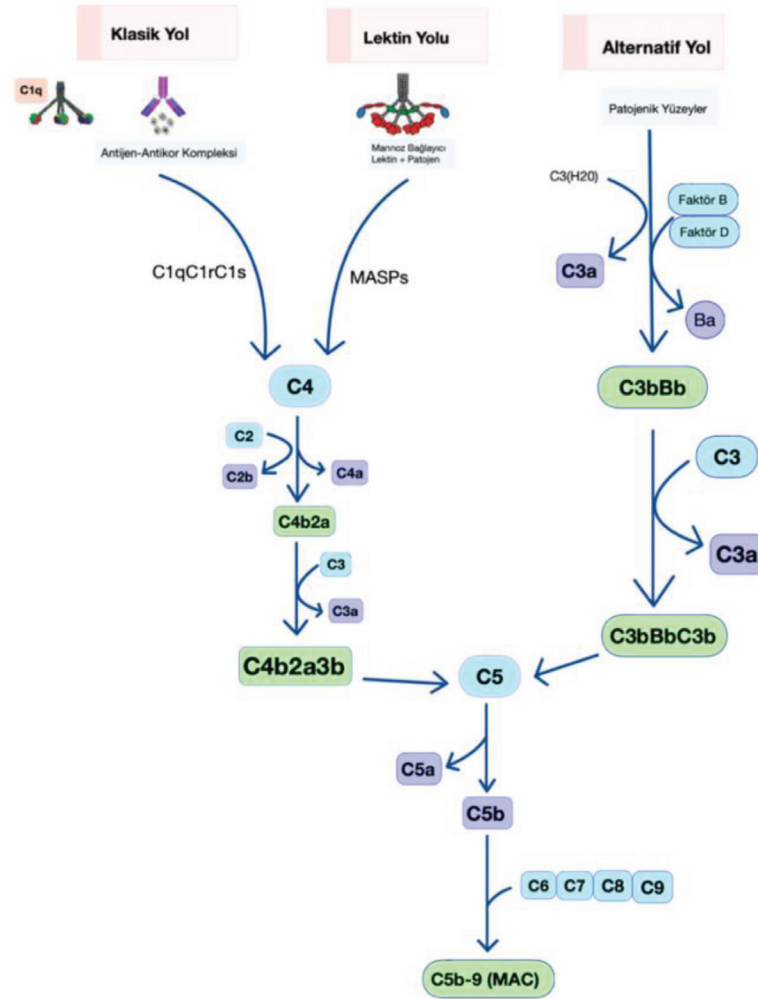 Klasik Yol
Lektin Yolu
Alternatif Yol
C1q
Antijen-Antikor Kompleksi
Mannoz Bağlayıcı
Lektin + Patojen
Patojenik Yüzeyler
C3(H20)
Faktör B
Faktör D
C3a
Ba
C1qC1rC1s
MASPs
C4
C3bBb
C2
C2b
C4a
C3
C3a
C4b2a
C3
C3a
C4b2a3b
C3bBbC3b
C5
C5a
C5b
C6
C7
C8
C9
C5b-9 (MAC)